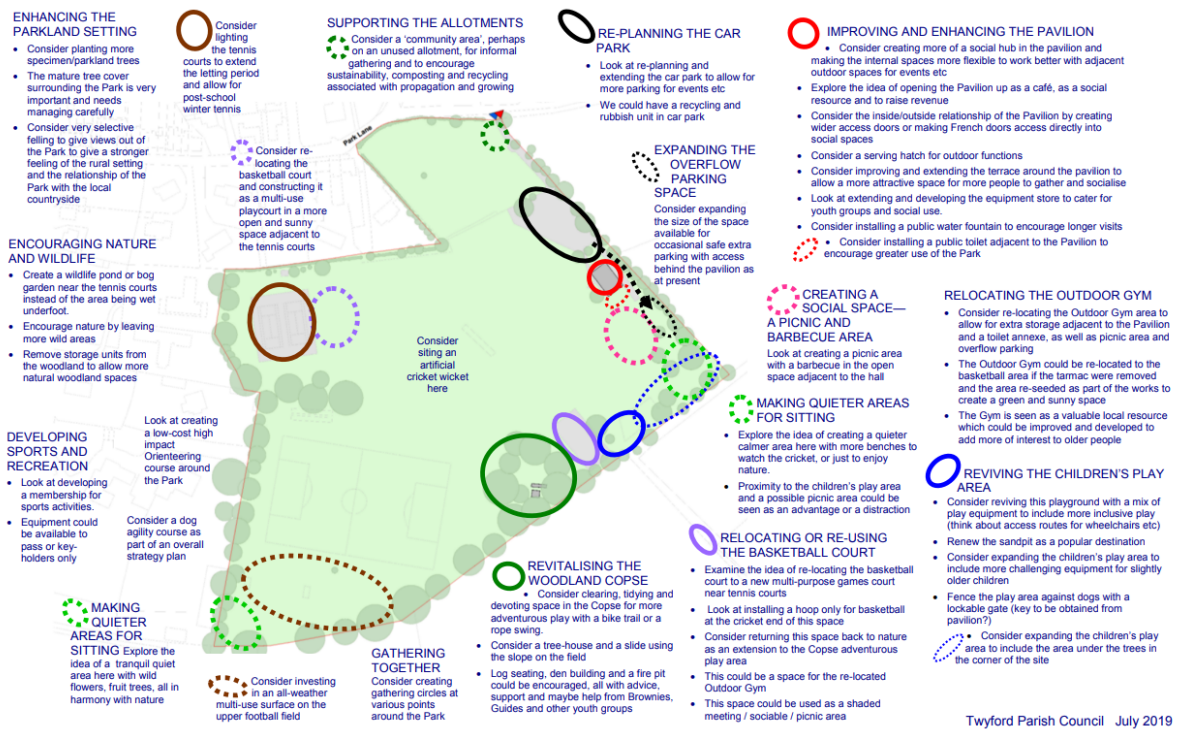 ENHANCING THE
PARKLAND SETTING
• Consider planting more
specimen/parkland trees
• The mature tree cover
surrounding the Park is very
important and needs
managing carefully
• Consider very selective
felling to give views out of
the Park to give a stronger
feeling of the rural setting
and the relationship of the
Park with the local
countryside
Consider
lighting
the tennis
courts to extend
the letting period
and allow for
post-school
winter tennis
Consider re-
locating the
basketball court
and constructing it
as a multi-use
playcourt in a more
open and sunny
space adjacent to
the tennis courts
SUPPORTING THE ALLOTMENTS
Consider a ‘community area’, perhaps
on an unused allotment, for informal
gathering and to encourage
sustainability, composting and recycling
associated with propagation and growing
Park Lane
RE-PLANNING THE CAR
PARK
• Look at re-planning and
extending the car park to allow for
more parking for events etc
• We could have a recycling and
rubbish unit in car park
EXPANDING THE
OVERFLOW
PARKING
SPACE
Consider expanding
the size of the space
available for
occasional safe extra
parking with access
behind the pavilion as
at present
IMPROVING AND ENHANCING THE PAVILION
• Consider creating more of a social hub in the pavilion and
making the internal spaces more flexible to work better with adjacent
outdoor spaces for events etc
• Explore the idea of opening the Pavilion up as a café, as a social
resource and to raise revenue
• Consider the inside/outside relationship of the Pavilion by creating
wider access doors or making French doors access directly into
social spaces
• Consider a serving hatch for outdoor functions
• Consider improving and extending the terrace around the pavilion to
allow a more attractive space for more people to gather and socialise
• Look at extending and developing the equipment store to cater for
youth groups and social use.
• Consider installing a public water fountain to encourage longer visits
• Consider installing a public toilet adjacent to the Pavilion to
encourage greater use of the Park
ENCOURAGING NATURE
AND WILDLIFE
• Create a wildlife pond or bog
garden near the tennis courts
instead of the area being wet
underfoot.
• Encourage nature by leaving
more wild areas
• Remove storage units from
the woodland to allow more
natural woodland spaces
Consider
siting an
artificial
cricket wicket
here
CREATING A
SOCIAL SPACE—
A PICNIC AND
BARBECUE AREA
Look at creating a picnic area
with a barbecue in the open
space adjacent to the hall
RELOCATING THE OUTDOOR GYM
• Consider re-locating the Outdoor Gym area to
allow for extra storage adjacent to the Pavilion
and a toilet annexe, as well as picnic area and
overflow parking
• The Outdoor Gym could be re-located to the
basketball area if the tarmac were removed
and the area re-seeded as part of the works to
create a green and sunny space
• The Gym is seen as a valuable local resource
which could be improved and developed to
add more of interest to older people
MAKING QUIETER AREAS
FOR SITTING
• Explore the idea of creating a quieter
calmer area here with more benches to
watch the cricket, or just to enjoy
nature.
• Proximity to the children’s play area
and a possible picnic area could be
seen as an advantage or a distraction
Look at creating
a low-cost high
impact
Orienteering
course around
the Park
DEVELOPING
SPORTS AND
RECREATION
• Look at developing
a membership for
sports activities.
• Equipment could
be available to
pass or key-
holders only
Consider a dog
agility course as
part of an overall
strategy plan
REVIVING THE CHILDREN’S PLAY
AREA
• Consider reviving this playground with a mix of
play equipment to include more inclusive play
(think about access routes for wheelchairs etc)
• Renew the sandpit as a popular destination
• Consider expanding the children’s play area to
include more challenging equipment for slightly
older children
• Fence the play area against dogs with a
lockable gate (key to be obtained from
pavilion?)
• Consider expanding the children’s play
area to include the area under the trees in
the corner of the site
RELOCATING OR RE-USING
THE BASKETBALL COURT
• Examine the idea of re-locating the basketball
court to a new multi-purpose games court
near tennis courts
• Look at installing a hoop only for basketball
at the cricket end of this space
• Consider returning this space back to nature
as an extension to the Copse adventurous
play area
• This could be a space for the re-located
Outdoor Gym
• This space could be used as a shaded
meeting / sociable / picnic area
REVITALISING THE
WOODLAND COPSE
• Consider clearing, tidying and
devoting space in the Copse for more
adventurous play with a bike trail or a
rope swing.
• Consider a tree-house and a slide using
the slope on the field
• Log seating, den building and a fire pit
could be encouraged, all with advice,
support and maybe help from Brownies,
Guides and other youth groups
MAKING
QUIETER
AREAS FOR
SITTING Explore the
idea of a tranquil quiet
area here with wild
flowers, fruit trees, all in
harmony with nature
Consider investing
in an all-weather
multi-use surface on the
upper football field
GATHERING
TOGETHER
Consider creating
gathering circles at
various points
around the Park
Twyford Parish Council July 2019